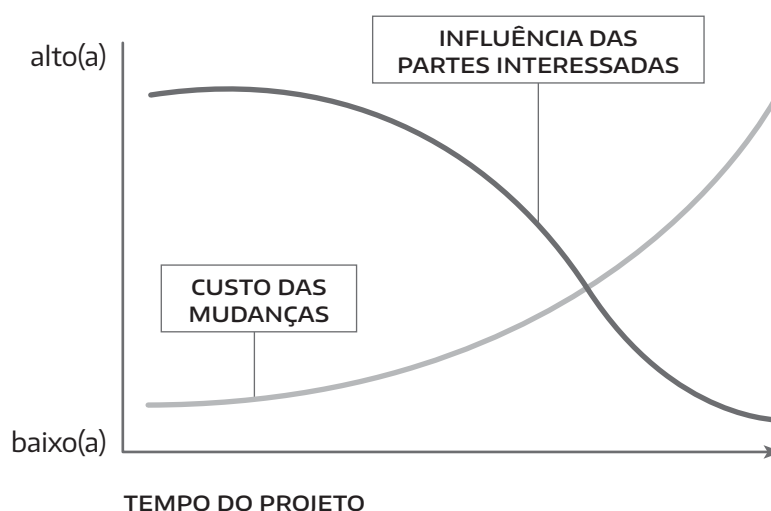 alto(a)
INFLUÊNCIA DAS
PARTES INTERESSADAS
CUSTO DAS
MUDANÇAS
baixo(a)
TEMPO DO PROJETO